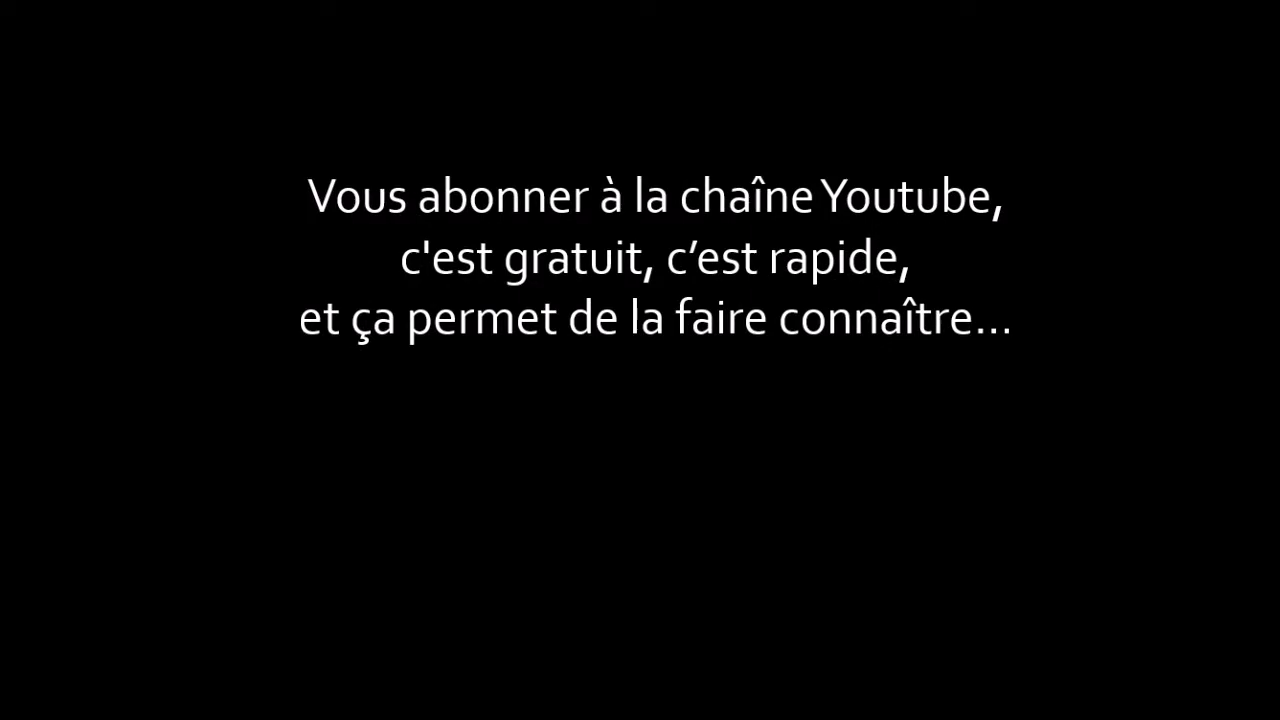 Vous abonner à la chaîne Youtube,
c'est gratuit, c’est rapide,
et ça permet de la faire connaître...